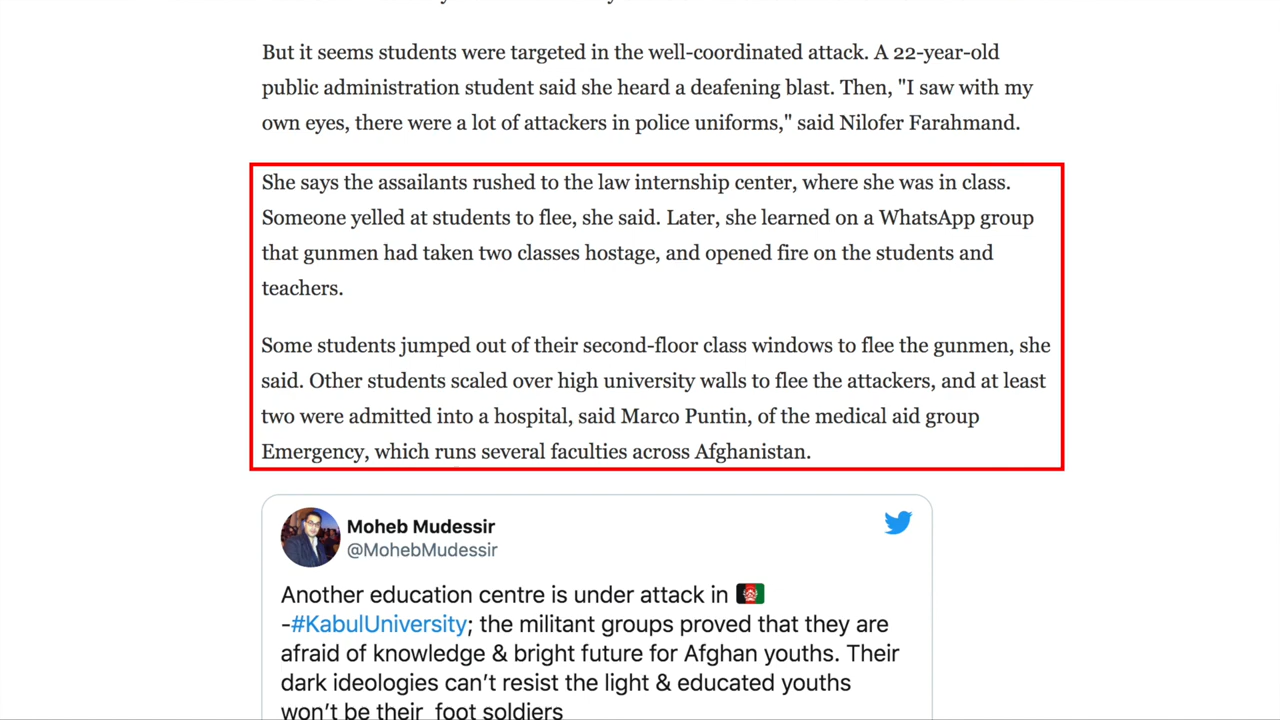 But it seems students were targeted in the well-coordinated attack. A 22-year-old
public administration student said she heard a deafening blast. Then, "I saw with my
own eyes, there were a lot of attackers in police uniforms," said Nilofer Farahmand.
She says the assailants rushed to the law internship center, where she was in class.
Someone yelled at students to flee, she said. Later, she learned on a WhatsApp group
that gunmen had taken two classes hostage, and opened fire on the students and
teachers.
Some students jumped out of their second-floor class windows to flee the gunmen, she
said. Other students scaled over high university walls to flee the attackers, and at least
two were admitted into a hospital, said Marco Puntin, of the medical aid group
Emergency, which runs several faculties across Afghanistan.
Moheb Mudessir
@MohebMudessir
Another education centre is under attack in 🇦🇫
-#KabulUniversity; the militant groups proved that they are
afraid of knowledge & bright future for Afghan youths. Their
dark ideologies can't resist the light & educated youths
won't be their foot soldiers